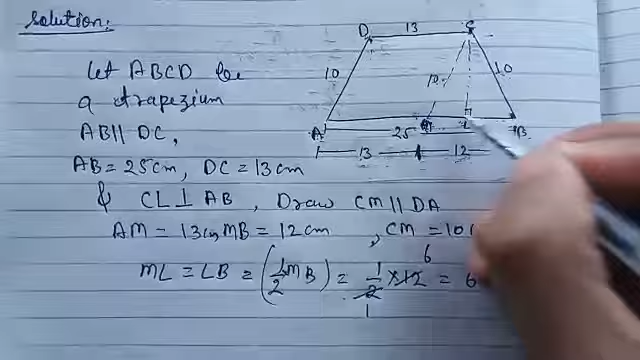 Solution:
Let ABCD be
a trapezium
AB || DC,
AB = 25cm, DC = 13cm
& CL ⊥ AB, Draw CM || DA
AM = 13cm, MB = 12cm, CM = 10
ML = LB = (1/2 MB) = 1/2 × 12 = 6
6
1
D 13 C
10 10 10
A 25 B
13 12